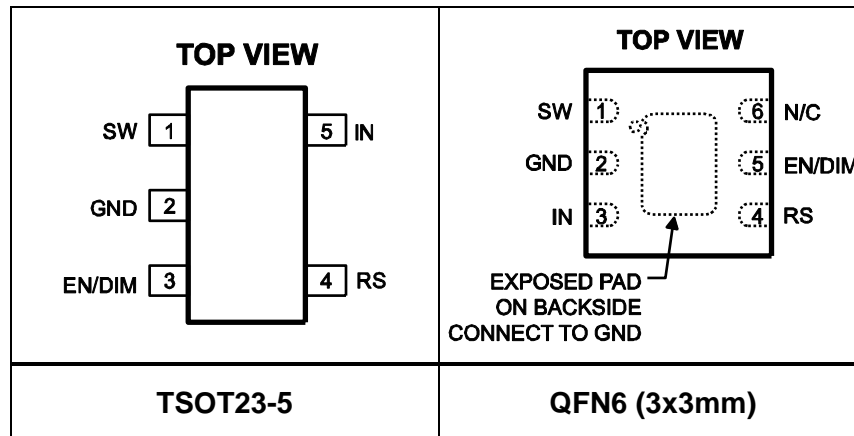 TOP VIEW
SW 1 5 IN
GND 2
EN/DIM 3 4 RS
TSOT23-5
TOP VIEW
SW 1 6 N/C
GND 2 5 EN/DIM
IN 3 4 RS
EXPOSED PAD
ON BACKSIDE
CONNECT TO GND
QFN6 (3x3mm)